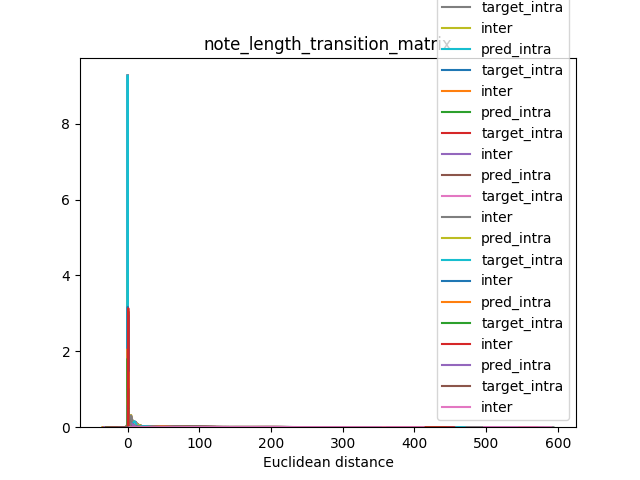 target_intra
inter
pred_intra
note_length_transition_matrix
target_intra
inter
pred_intra
target_intra
inter
pred_intra
target_intra
inter
pred_intra
target_intra
inter
pred_intra
target_intra
inter
pred_intra
target_intra
inter
8
6
4
2
0
0 100 200 300 400 500 600
Euclidean distance